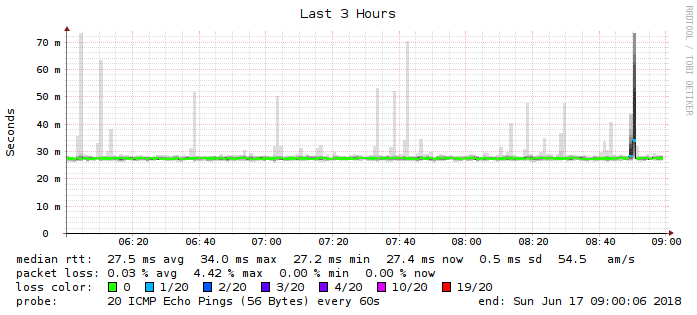 Last 3 Hours
RRDTOOL / TOBI OETIKER
Seconds
70 m
60 m
50 m
40 m
30 m
20 m
10 m
0
06:20 06:40 07:00 07:20 07:40 08:00 08:20 08:40 09:00
median rtt: 27.5 ms avg 34.0 ms max 27.2 ms min 27.4 ms now 0.5 ms sd 54.5 am/s
packet loss: 0.03 % avg 4.42 % max 0.00 % min 0.00 % now
loss color: 0 1/20 2/20 3/20 4/20 10/20 19/20
probe: 20 ICMP Echo Pings (56 Bytes) every 60s end: Sun Jun 17 09:00:06 2018